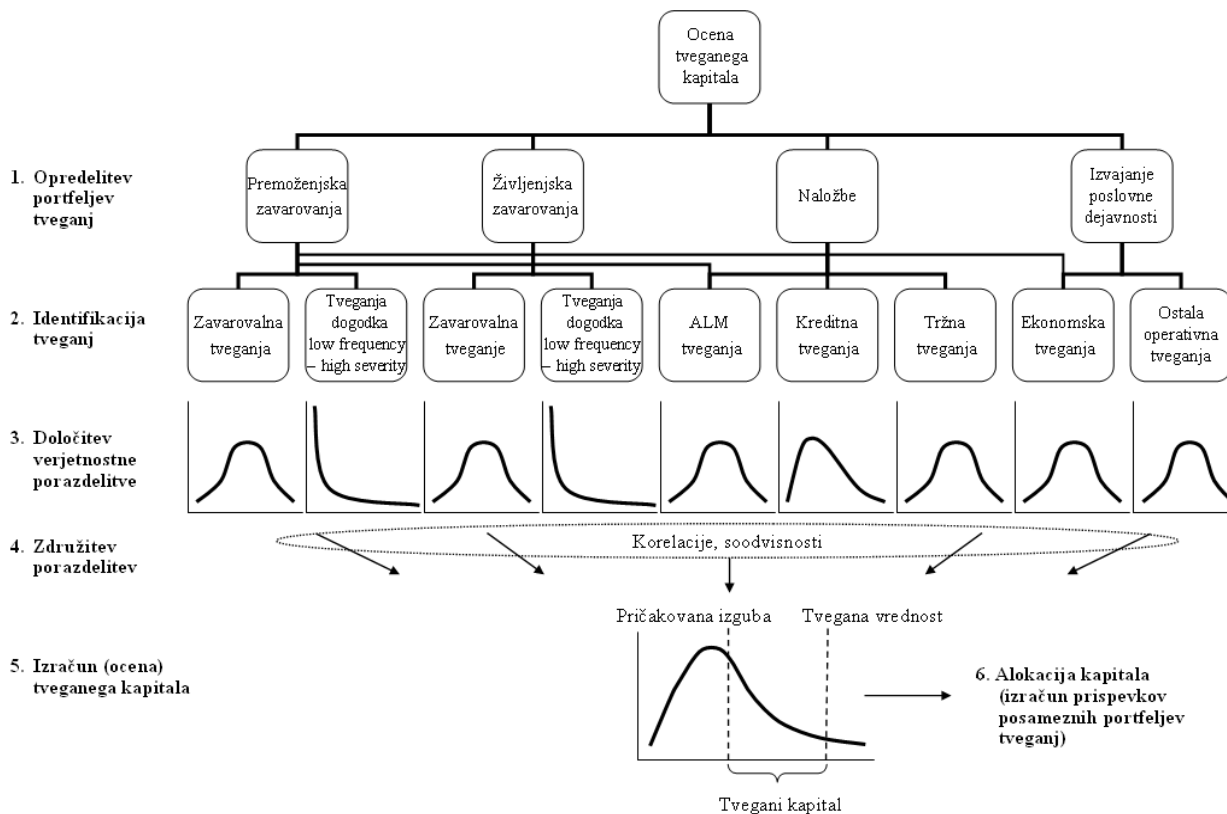 Ocena
tveganega
kapitala
1. Opredelitev
portfeljev
tveganj
Premoženjska
zavarovanja
Življenjska
zavarovanja
Naložbe
Izvajanje
poslovne
dejavnosti
2. Identifikacija
tveganj
Zavarovalna
tveganja
Tveganja
dogodka
low frequency
– high severity
Zavarovalna
tveganje
Tveganja
dogodka
low frequency
– high severity
ALM
tveganja
Kreditna
tveganja
Tržna
tveganja
Ekonomska
tveganja
Ostala
operativna
tveganja
3. Določitev
verjetnostne
porazdelitve
4. Združitev
porazdelitev
Korelacije, soodvisnosti
Pričakovana izguba
Tvegana vrednost
5. Izračun (ocena)
tveganega kapitala
6. Alokacija kapitala
(izračun prispevkov
posameznih portfeljev
tveganj)
Tvegani kapital